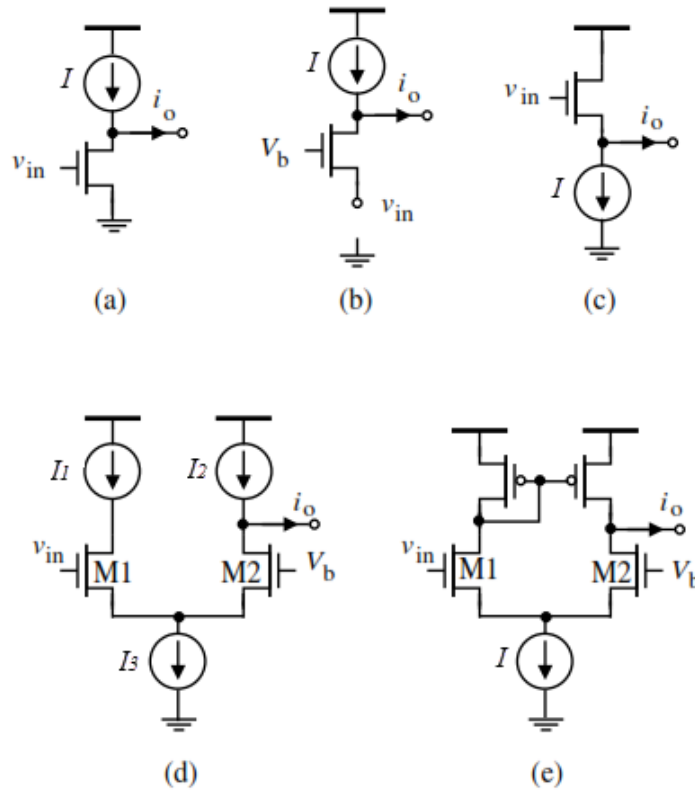 I
i_o
v_in
(a)
I
i_o
V_b
v_in
(b)
v_in
i_o
I
(c)
I1
I2
i_o
v_in
M1
M2
V_b
I3
(d)
i_o
v_in
M1
M2
V_b
I
(e)